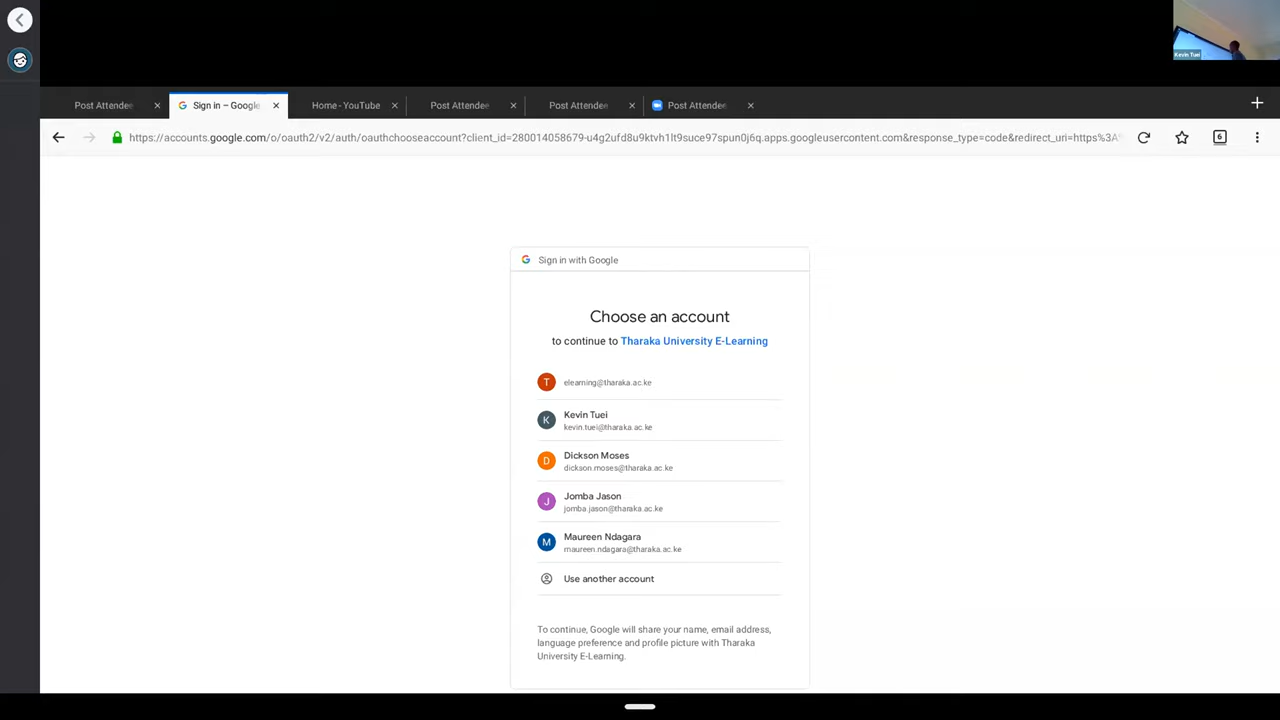 Kevin Tuei
Post Attendee
Sign in – Google
Home - YouTube
Post Attendee
Post Attendee
Post Attendee
https://accounts.google.com/o/oauth2/v2/auth/oauthchooseaccount?client_id=280014058679-u4g2ufd8u9ktvh1lt9suce97spun0j6q.apps.googleusercontent.com&response_type=code&redirect_uri=https%3A
6
Sign in with Google
Choose an account
to continue to Tharaka University E-Learning
T
elearning@tharaka.ac.ke
K
Kevin Tuei
kevin.tuei@tharaka.ac.ke
D
Dickson Moses
dickson.moses@tharaka.ac.ke
J
Jomba Jason
jomba.jason@tharaka.ac.ke
M
Maureen Ndagara
maureen.ndagara@tharaka.ac.ke
Use another account
To continue, Google will share your name, email address,
language preference and profile picture with Tharaka
University E-Learning.